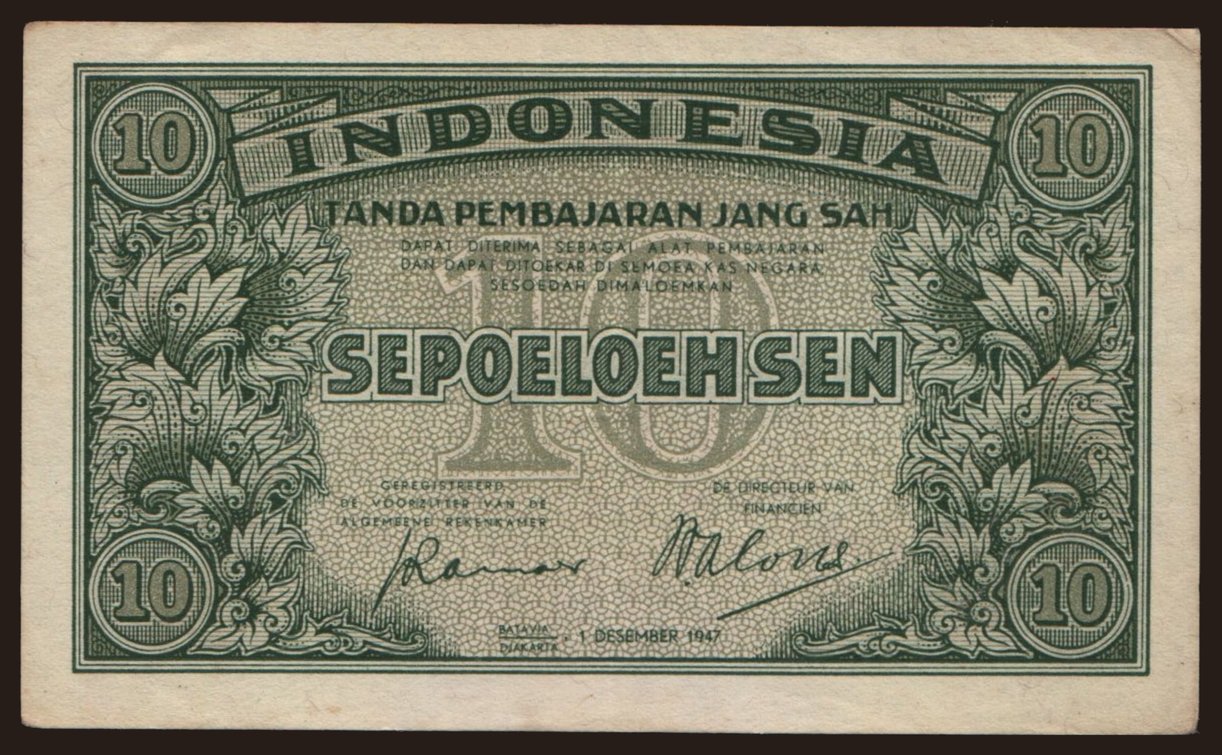 INDONESIA
10 10
TANDA PEMBAJARAN JANG SAH
DAPAT DITERIMA SEBAGAI ALAT PEMBAJARAN
DAN DAPAT DITOEKAR DI SEMOEA KAS NEGARA
SESOEDAH DIMALOEMKAN
10
SEPOELOEH SEN
GEREGISTREERD
DE VOORZITTER VAN DE
ALGEMEENE REKENKAMER
DE DIRECTEUR VAN
FINANCIEN
10 10
BATAVIA
DJAKARTA
, 1 DESEMBER 1947